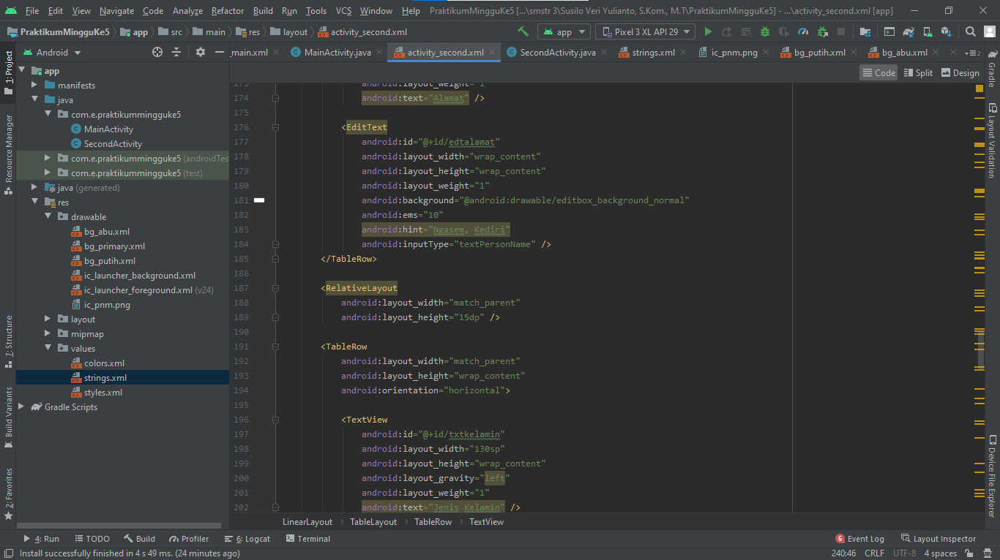 File Edit View Navigate Code Analyze Refactor Build Run Tools VCS Window Help PraktikumMingguKe5 [...\smstr 3\Susilo Veri Yulianto, S.Kom., M.T\PraktikumMingguKe5] - ...\activity_second.xml [app]
PraktikumMingguKe5 app src main res layout activity_second.xml app Pixel 3 XL API 29
Android _main.xml MainActivity.java activity_second.xml SecondActivity.java strings.xml ic_pnm.png bg_putih.xml bg_abu.xml 2
Code Split Design
1: Project
Resource Manager
7: Structure
Build Variants
2: Favorites
app
manifests
java
com.e.praktikummingguke5
MainActivity
SecondActivity
com.e.praktikummingguke5 (androidTes
com.e.praktikummingguke5 (test)
java (generated)
res
drawable
bg_abu.xml
bg_primary.xml
bg_putih.xml
ic_launcher_background.xml
ic_launcher_foreground.xml (v24)
ic_pnm.png
layout
mipmap
values
colors.xml
strings.xml
styles.xml
Gradle Scripts
173 android:layout_weight="1"
174 android:text="Alamat" />
175
176 <EditText
177 android:id="@+id/edtalamat"
178 android:layout_width="wrap_content"
179 android:layout_height="wrap_content"
180 android:layout_weight="1"
181 android:background="@android:drawable/editbox_background_normal"
182 android:ems="10"
183 android:hint="Ngasem, Kediri"
184 android:inputType="textPersonName" />
185 </TableRow>
186
187 <RelativeLayout
188 android:layout_width="match_parent"
189 android:layout_height="15dp" />
190
191 <TableRow
192 android:layout_width="match_parent"
193 android:layout_height="wrap_content"
194 android:orientation="horizontal">
195
196 <TextView
197 android:id="@+id/txtkelamin"
198 android:layout_width="130sp"
199 android:layout_height="wrap_content"
200 android:layout_gravity="left"
201 android:layout_weight="1"
202 android:text="Jenis Kelamin" />
LinearLayout TableLayout TableRow TextView
Gradle
Layout Validation
Device File Explorer
4: Run TODO Build Profiler 6: Logcat Terminal 6 Event Log Layout Inspector
Install successfully finished in 4 s 49 ms. (24 minutes ago) 240:46 CRLF UTF-8 4 spaces